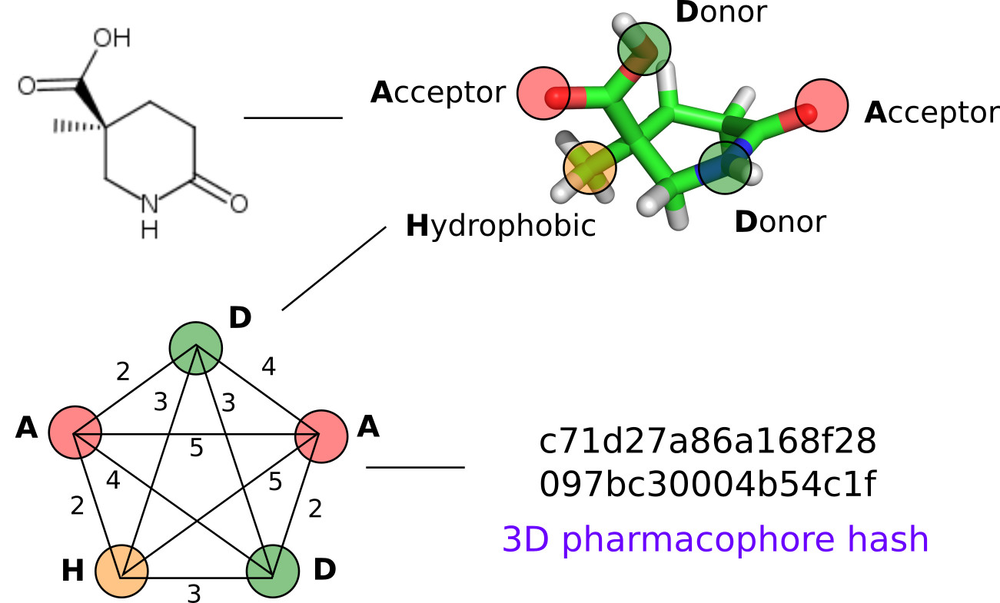 OH
O
N
H
O
Donor
Acceptor
Acceptor
Hydrophobic
Donor
D
2
4
3
3
A
A
5
4
5
2
2
H
D
3
c71d27a86a168f28
097bc30004b54c1f
3D pharmacophore hash